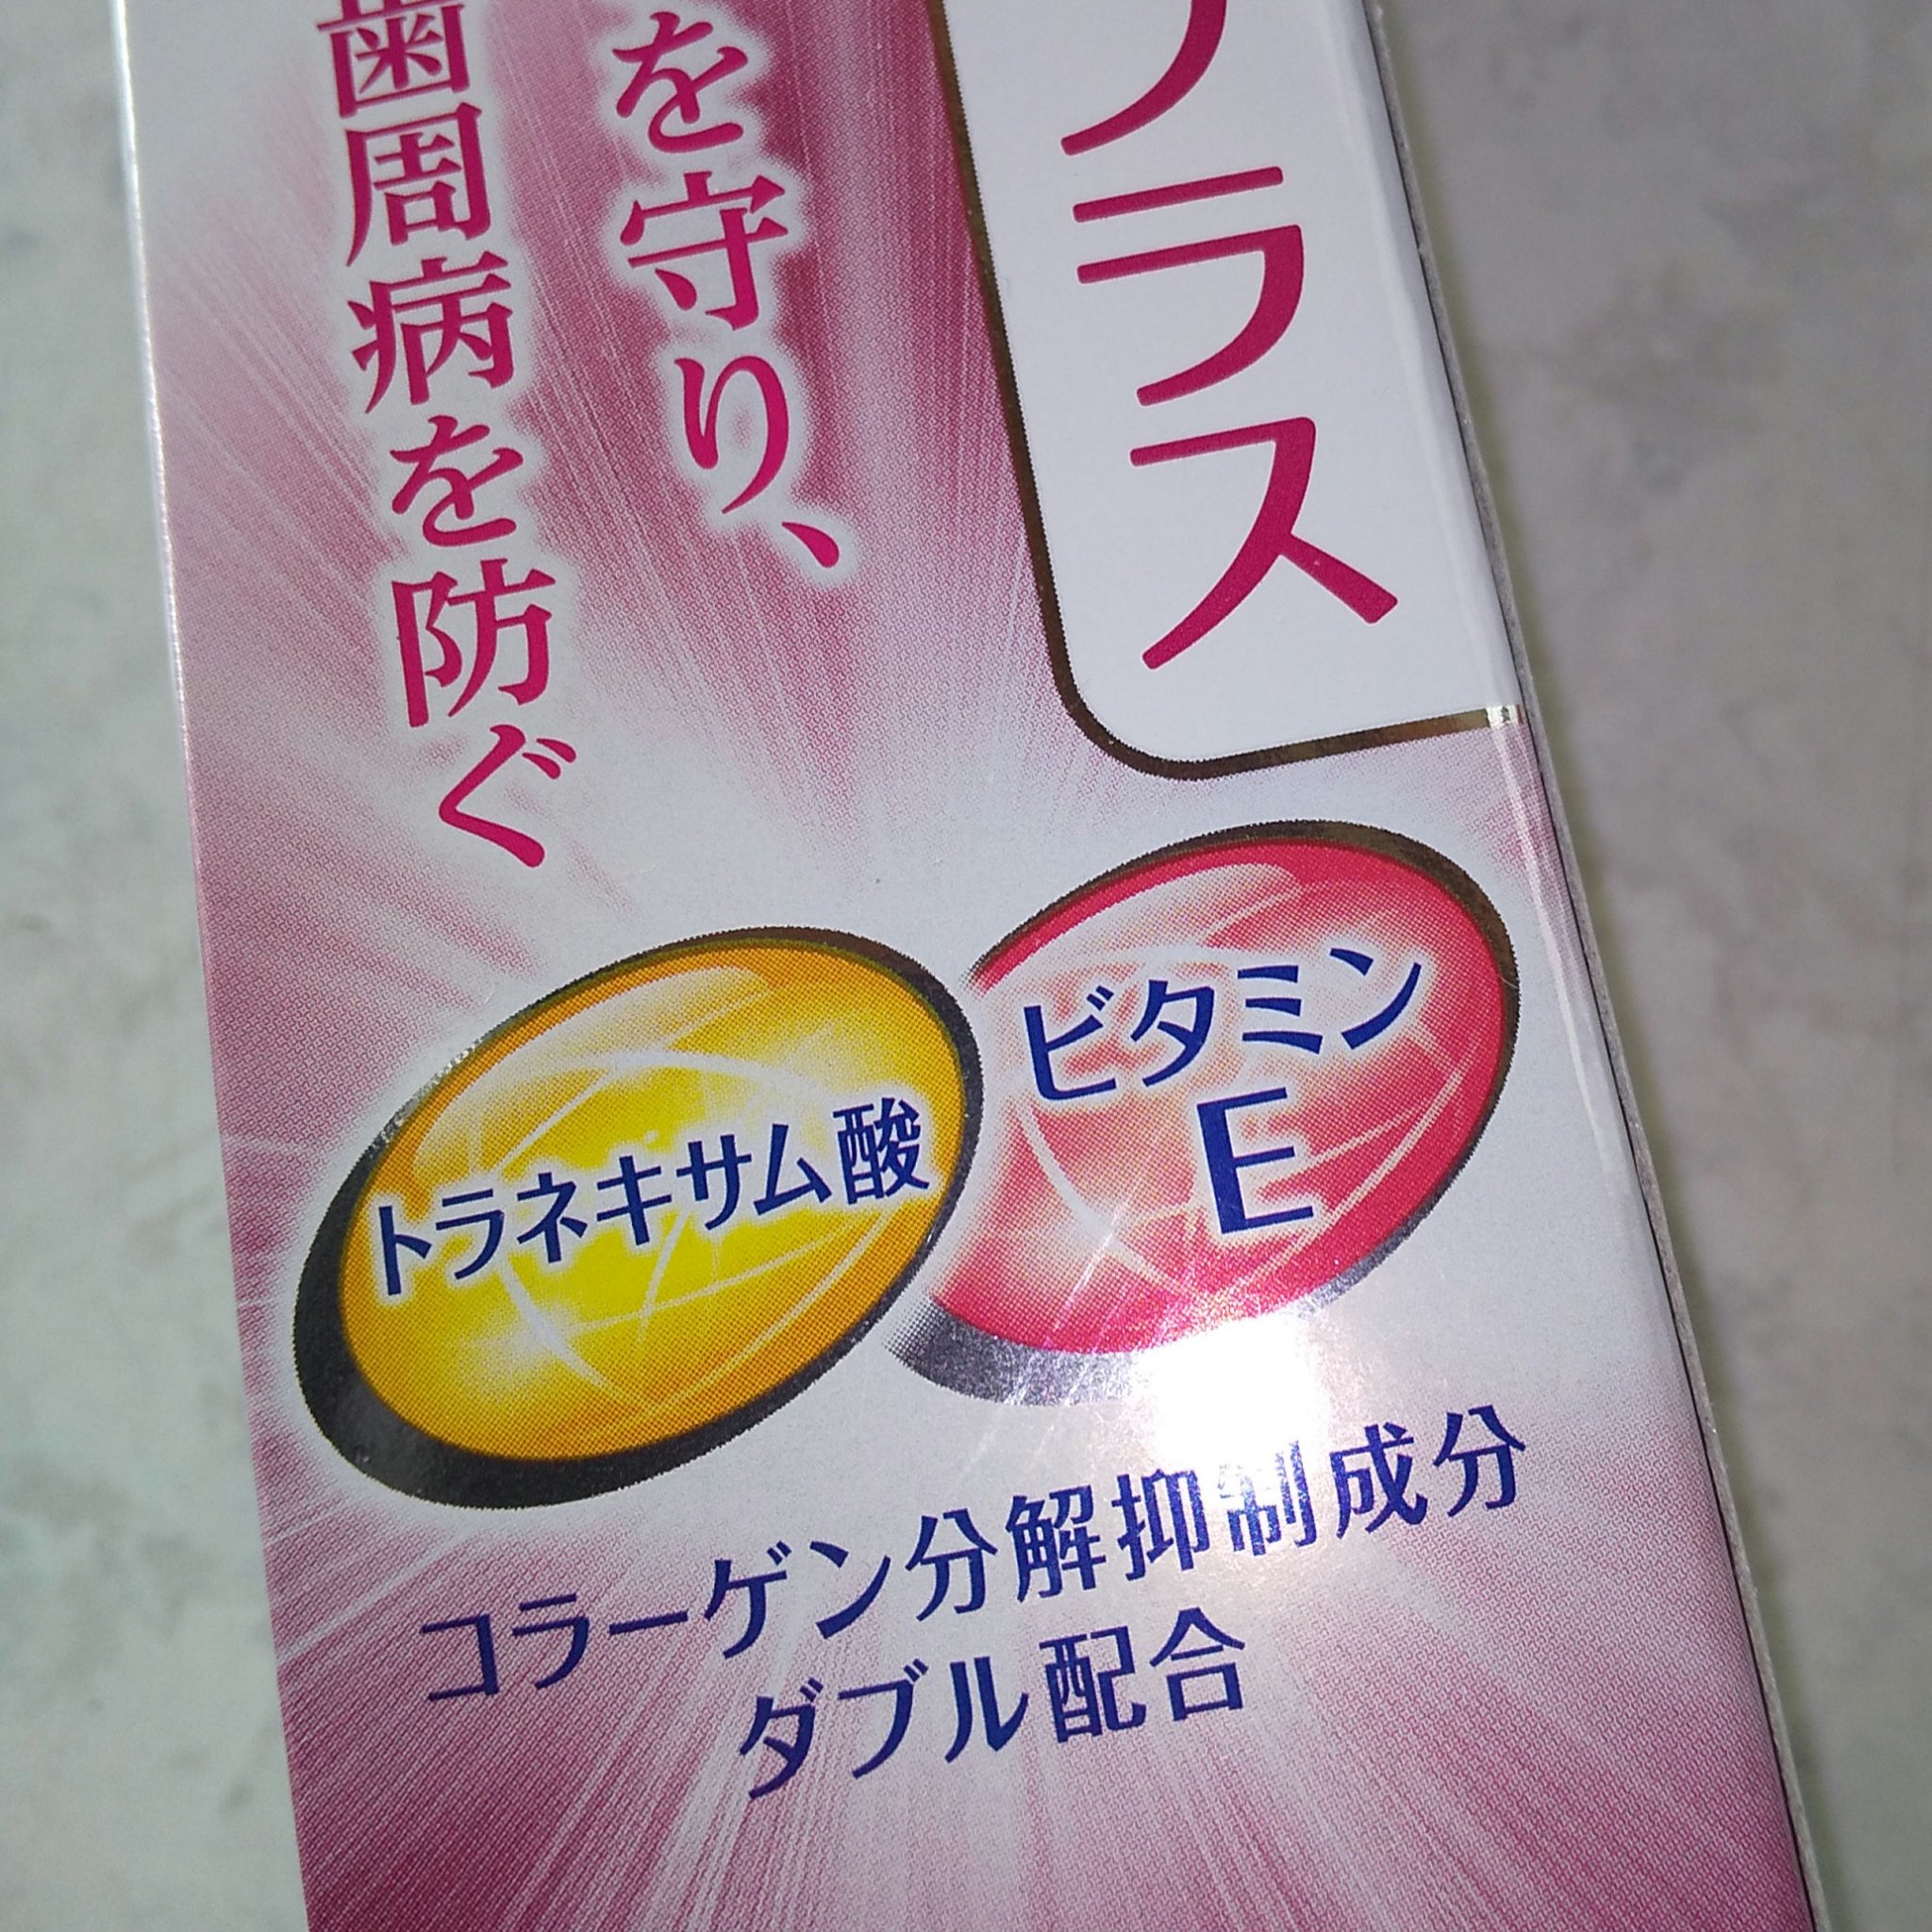 プラス
を守り、
歯周病を防ぐ
トラネキサム酸
ビタミン
E
コラーゲン分解抑制成分
ダブル配合